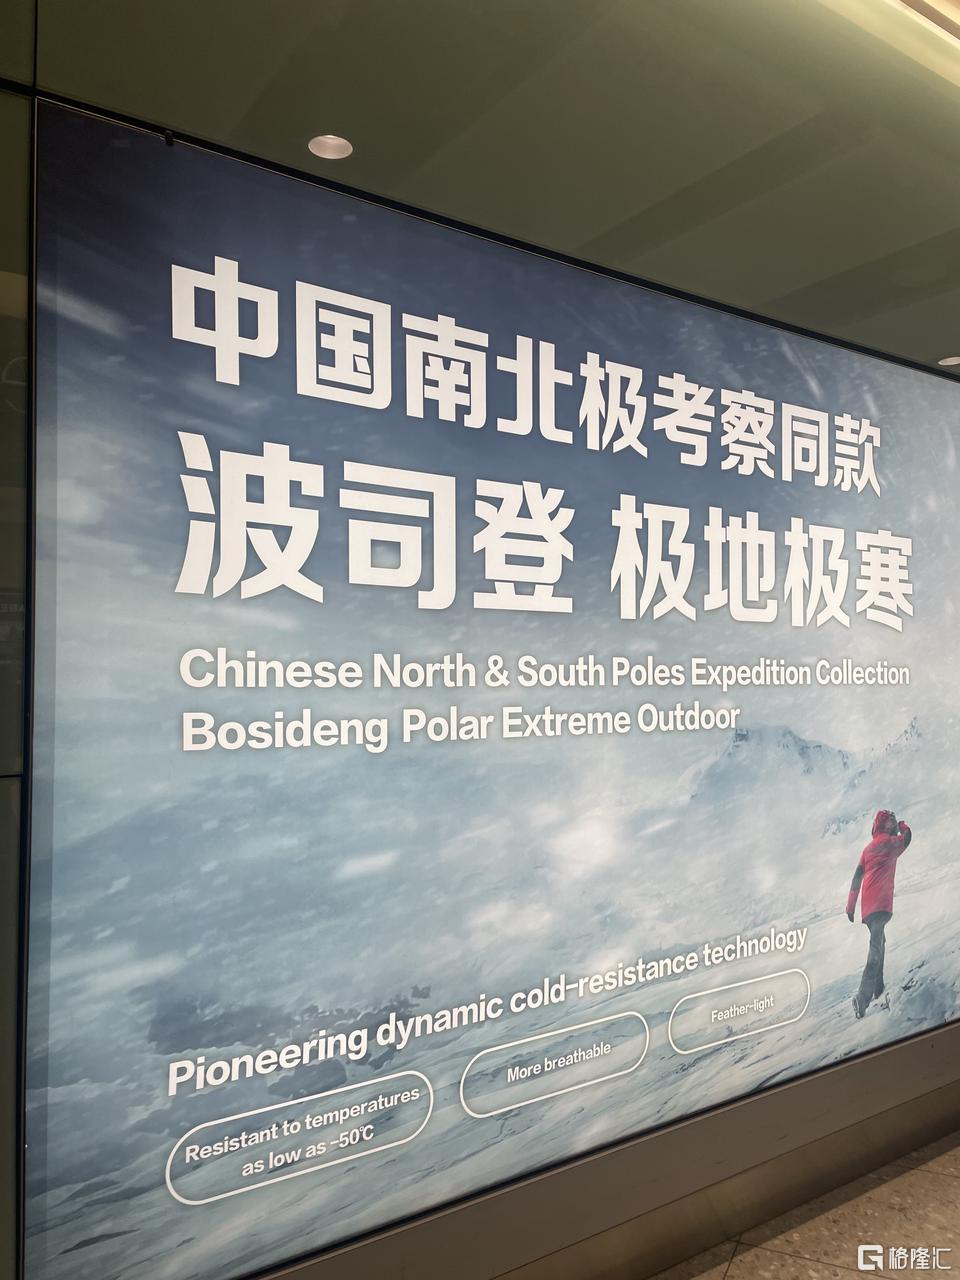 中国南北极考察同款
波司登 极地极寒
Chinese North & South Poles Expedition Collection
Bosideng Polar Extreme Outdoor
Pioneering dynamic cold-resistance technology
Resistant to temperatures
as low as -50℃
More breathable
Feather-light
格隆汇